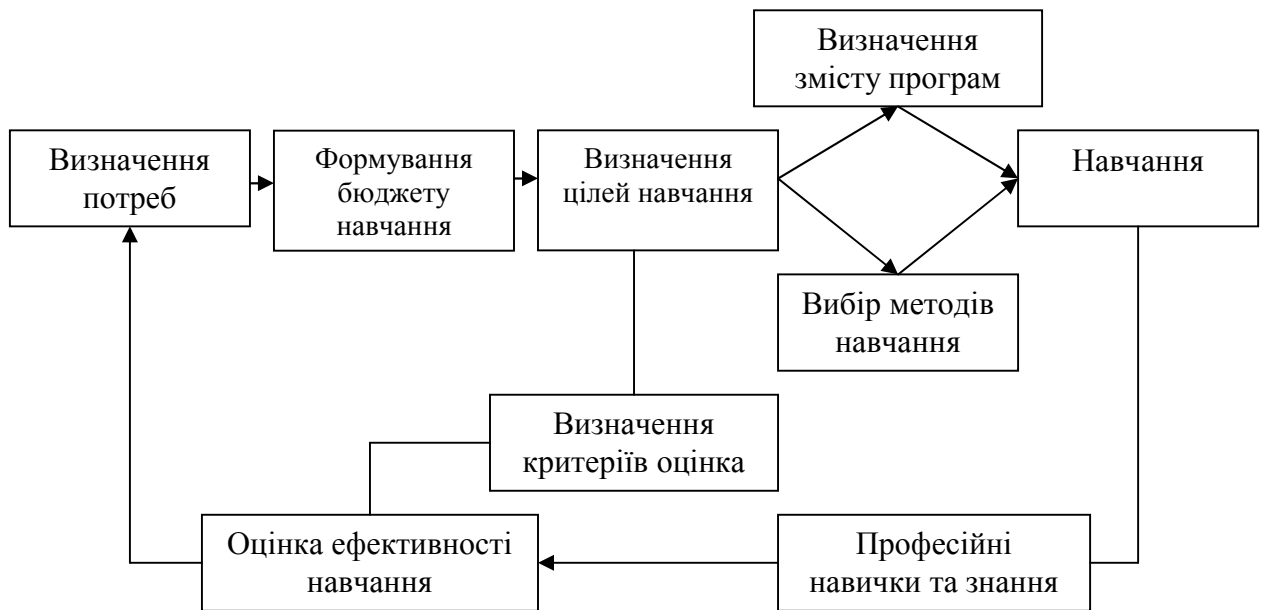 Визначення
змісту програм
Визначення
потреб
Формування
бюджету
навчання
Визначення
цілей навчання
Навчання
Вибір методів
навчання
Визначення
критеріїв оцінка
Оцінка ефективності
навчання
Професійні
навички та знання